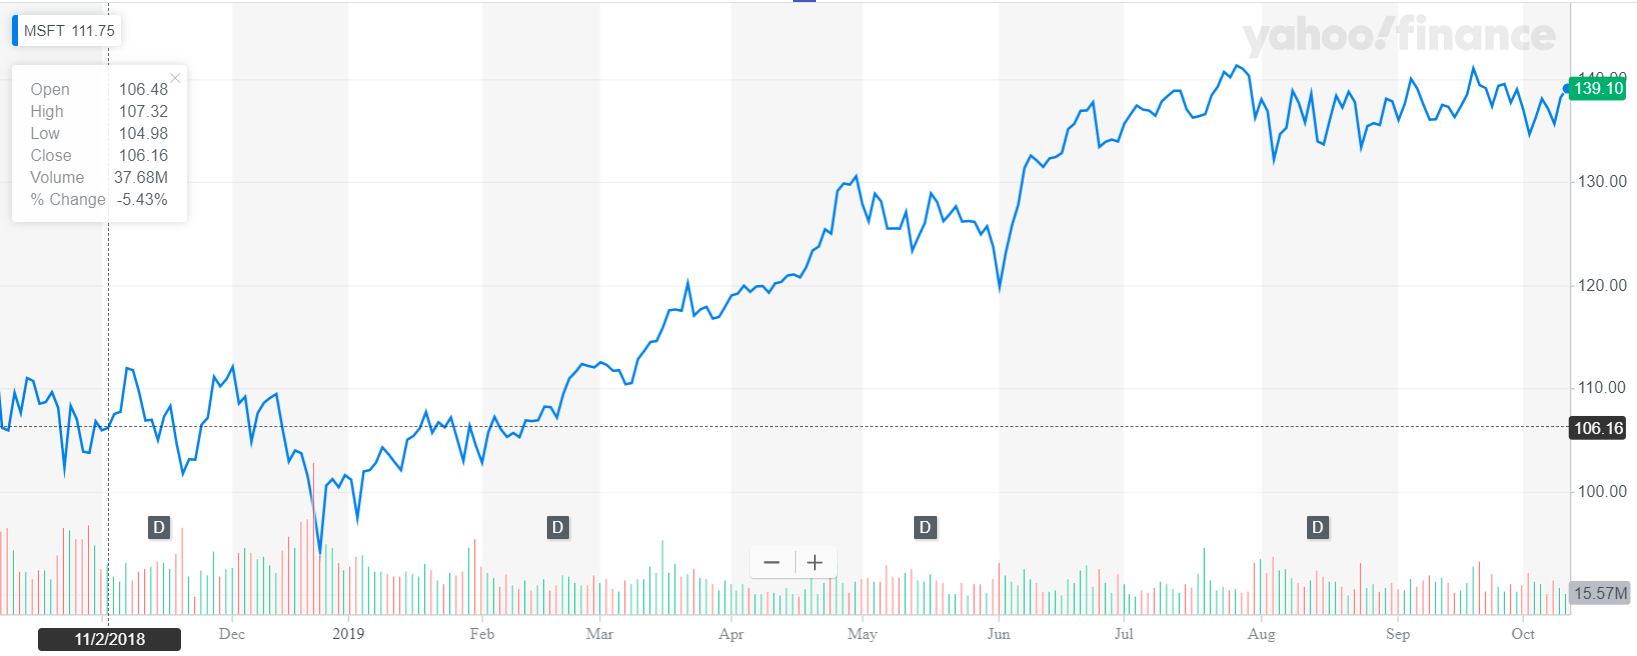 MSFT 111.75
yahoo!finance
Open 106.48
High 107.32
Low 104.98
Close 106.16
Volume 37.68M
% Change -5.43%
140.00
139.10
130.00
120.00
110.00
106.16
100.00
D D D D
− +
15.57M
11/2/2018 Dec 2019 Feb Mar Apr May Jun Jul Aug Sep Oct